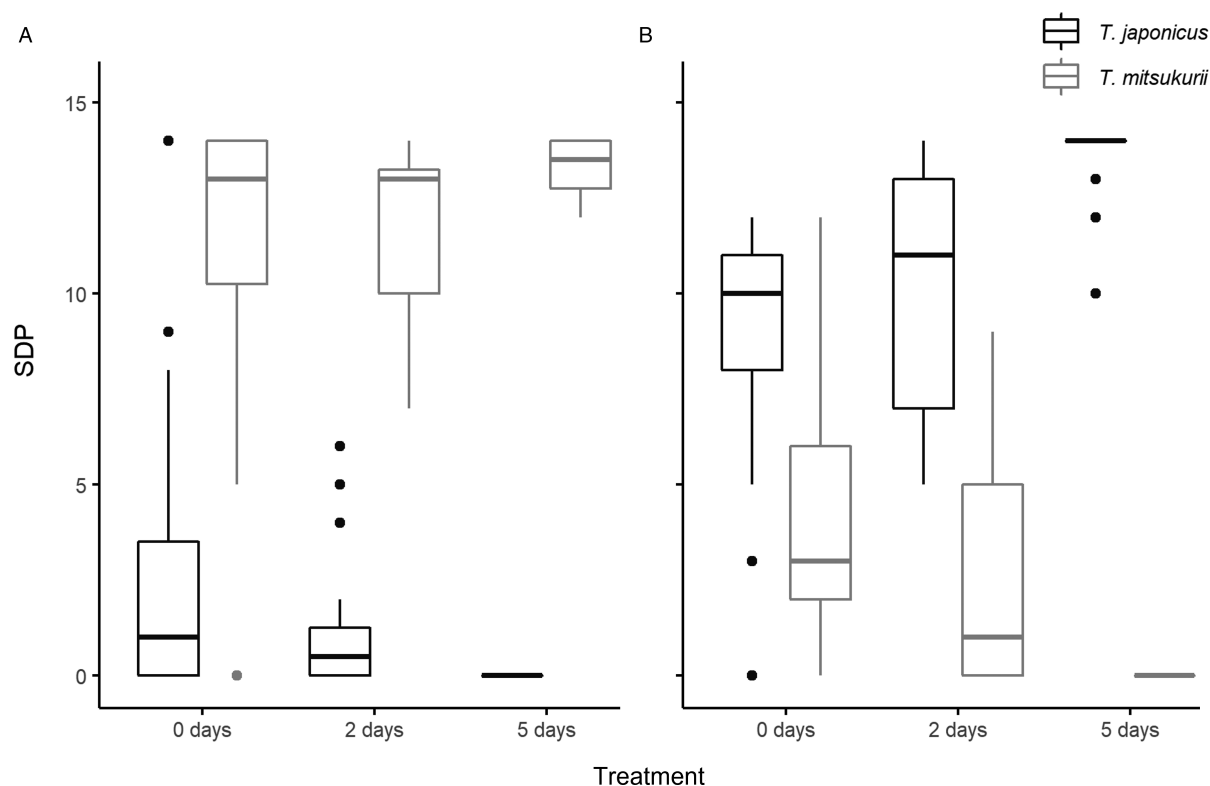 A
B
T. japonicus
T. mitsukurii
15
10
5
0
SDP
0 days
2 days
5 days
0 days
2 days
5 days
Treatment